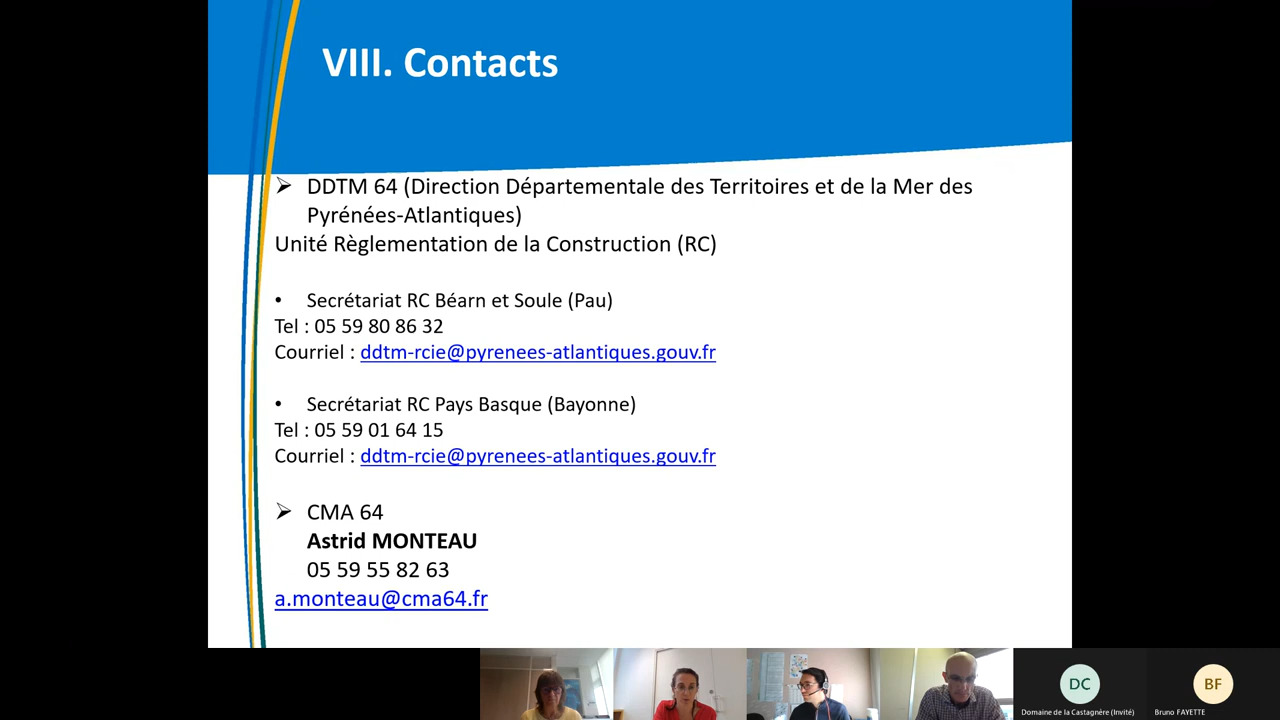 VIII. Contacts
➢ DDTM 64 (Direction Départementale des Territoires et de la Mer des
Pyrénées-Atlantiques)
Unité Règlementation de la Construction (RC)
• Secrétariat RC Béarn et Soule (Pau)
Tel : 05 59 80 86 32
Courriel : ddtm-rcie@pyrenees-atlantiques.gouv.fr
• Secrétariat RC Pays Basque (Bayonne)
Tel : 05 59 01 64 15
Courriel : ddtm-rcie@pyrenees-atlantiques.gouv.fr
➢ CMA 64
Astrid MONTEAU
05 59 55 82 63
a.monteau@cma64.fr
DC
BF
Domaine de la Castagnère (Invité)
Bruno FAYETTE